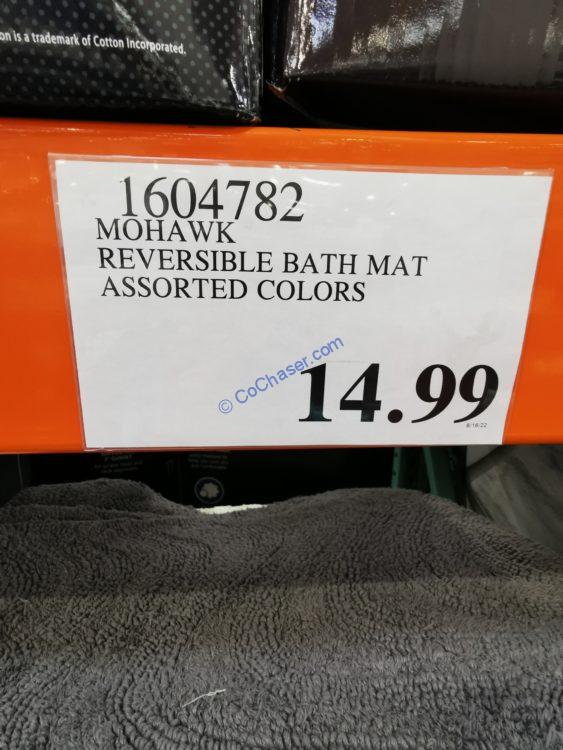 on is a trademark of Cotton Incorporated.
1604782
MOHAWK
REVERSIBLE BATH MAT
ASSORTED COLORS
© CoChaser.com
14.99
8/18/22